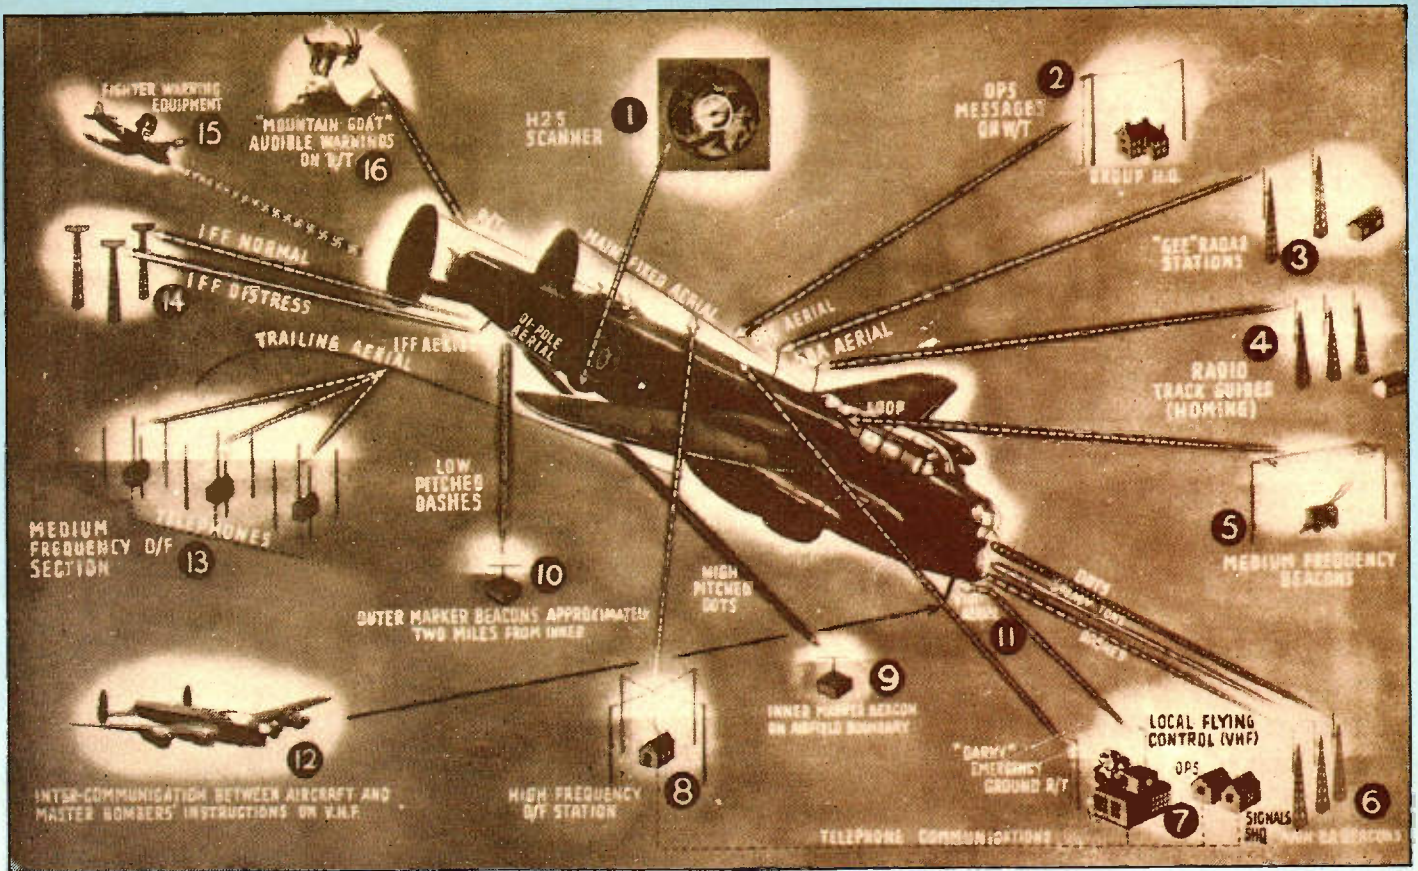 FIGHTER WARNING
EQUIPMENT
15
"MOUNTAIN GOAT"
AUDIBLE WARNINGS
ON R/T
16
H2S
SCANNER
1
OPS
MESSAGES
ON W/T
2
GROUP H.Q.
"GEE" RADAR
STATIONS
3
4
RADIO
TRACK GUIDES
(HOMING)
5
MEDIUM FREQUENCY
BEACONS
IFF NORMAL
IFF DISTRESS
14
TRAILING AERIAL
IFF AERIAL
DI-POLE
AERIAL
R/T
MAIN FIXED AERIAL
AERIAL
AERIAL
LOOP
LOW
PITCHED
DASHES
10
OUTER MARKER BEACONS APPROXIMATELY
TWO MILES FROM INNER
MEDIUM
FREQUENCY D/F
SECTION
TELEPHONES
13
HIGH
PITCHED
DOTS
9
INNER MARKER BEACON
ON AIRFIELD BOUNDARY
11
DOTS
12
INTER-COMMUNICATION BETWEEN AIRCRAFT AND
MASTER BOMBERS' INSTRUCTIONS ON V.H.F.
HIGH FREQUENCY
D/F STATION
8
"DARKY"
EMERGENCY
GROUND R/T
LOCAL FLYING
CONTROL (VHF)
OPS
7
SIGNALS
SHQ
6
TELEPHONE COMMUNICATIONS
BEACONS